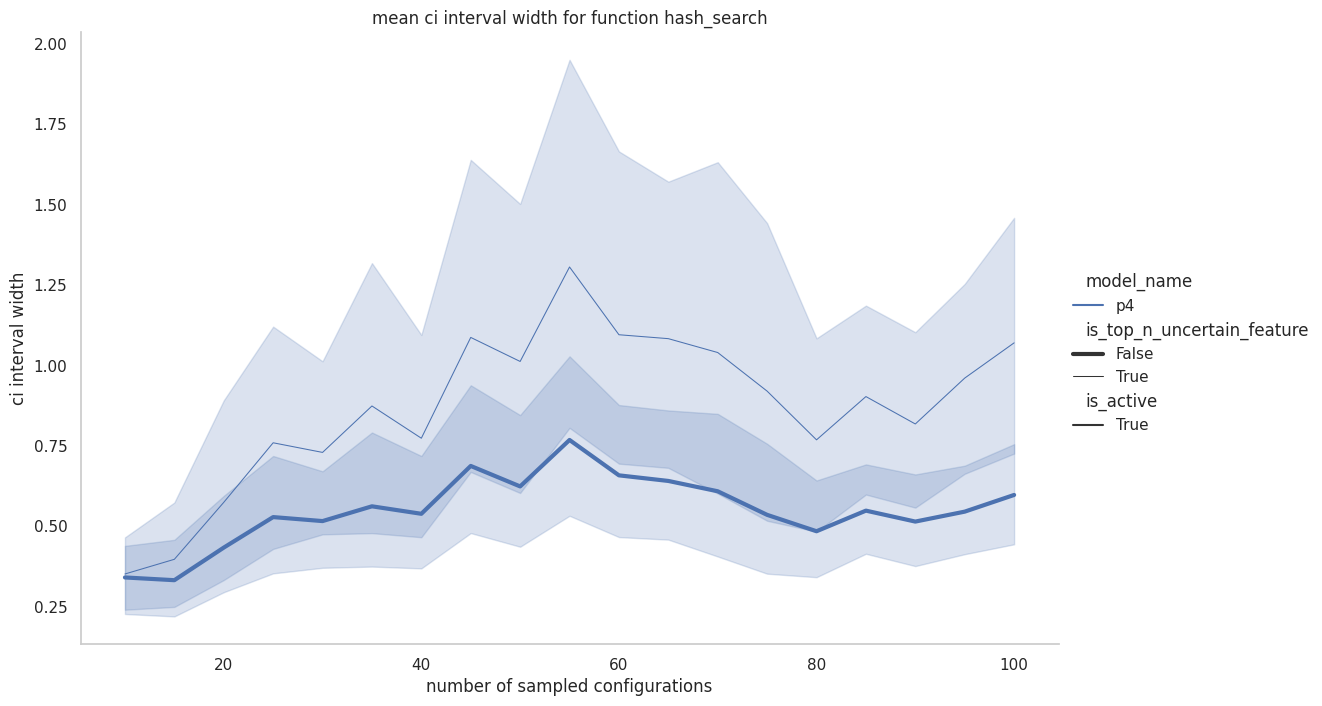 mean ci interval width for function hash_search
2.00
1.75
1.50
1.25
1.00
0.75
0.50
0.25
ci interval width
20
40
60
80
100
number of sampled configurations
model_name
p4
is_top_n_uncertain_feature
False
True
is_active
True